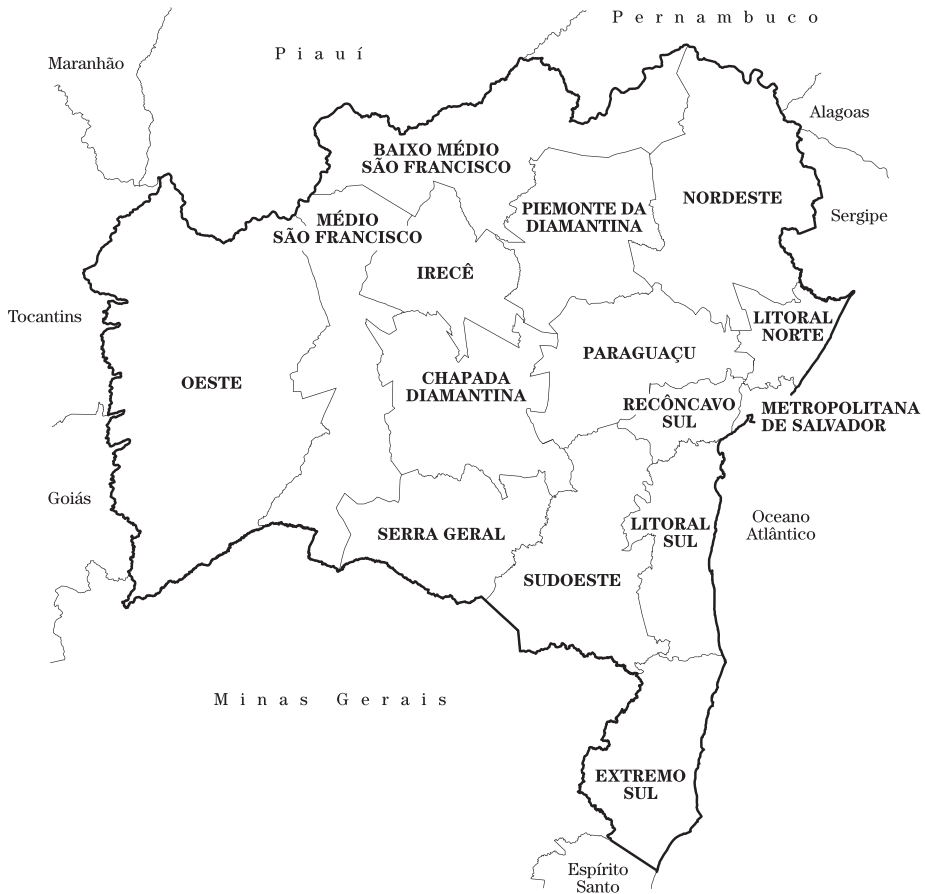 Pernambuco
Piauí
Maranhão
Alagoas
BAIXO MÉDIO
SÃO FRANCISCO
NORDESTE
PIEMONTE DA
DIAMANTINA
MÉDIO
SÃO FRANCISCO
Sergipe
IRECÊ
Tocantins
LITORAL
NORTE
PARAGUAÇU
OESTE
CHAPADA
DIAMANTINA
RECÔNCAVO
SUL
METROPOLITANA
DE SALVADOR
Goiás
SERRA GERAL
LITORAL
SUL
Oceano
Atlântico
SUDOESTE
Minas Gerais
EXTREMO
SUL
Espírito
Santo